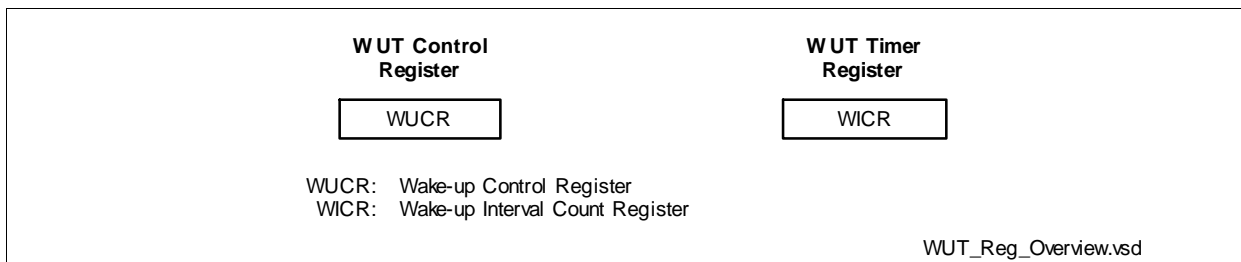 WUT Control WUT Timer
Register Register
WUCR WICR
WUCR: Wake-up Control Register
WICR: Wake-up Interval Count Register
WUT_Reg_Overview.vsd